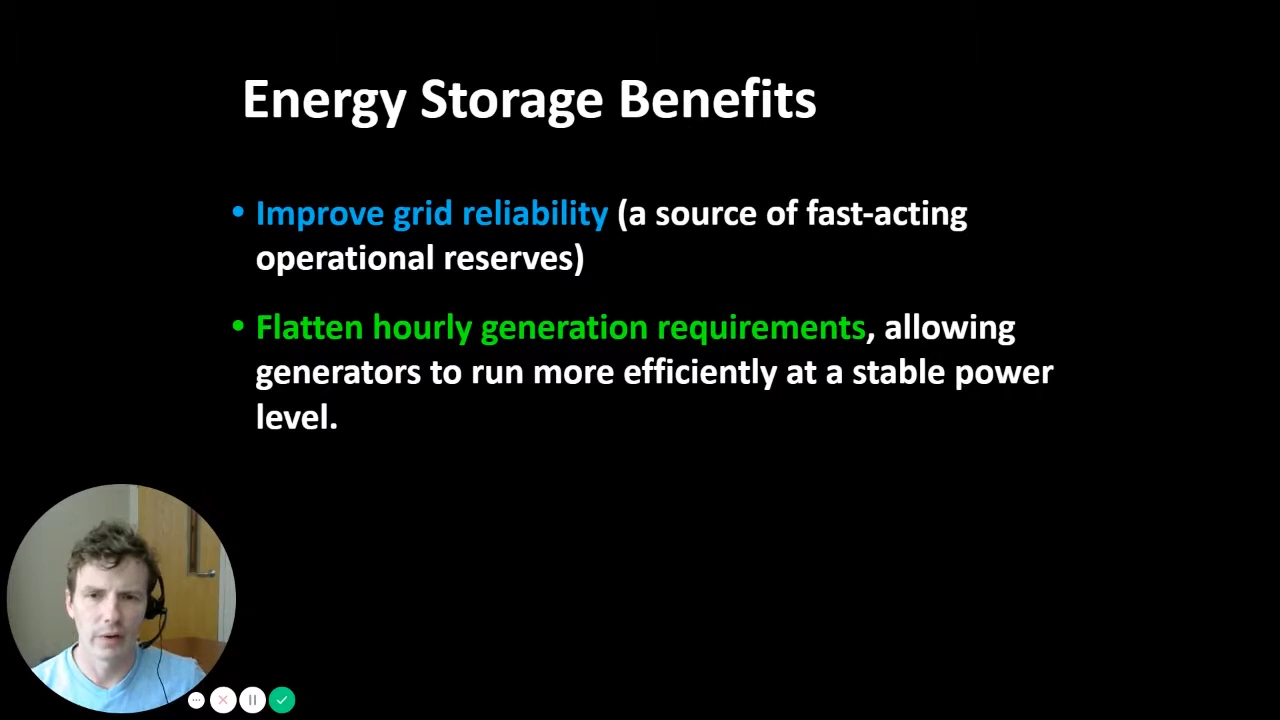 Energy Storage Benefits
• Improve grid reliability (a source of fast-acting
operational reserves)
• Flatten hourly generation requirements, allowing
generators to run more efficiently at a stable power
level.